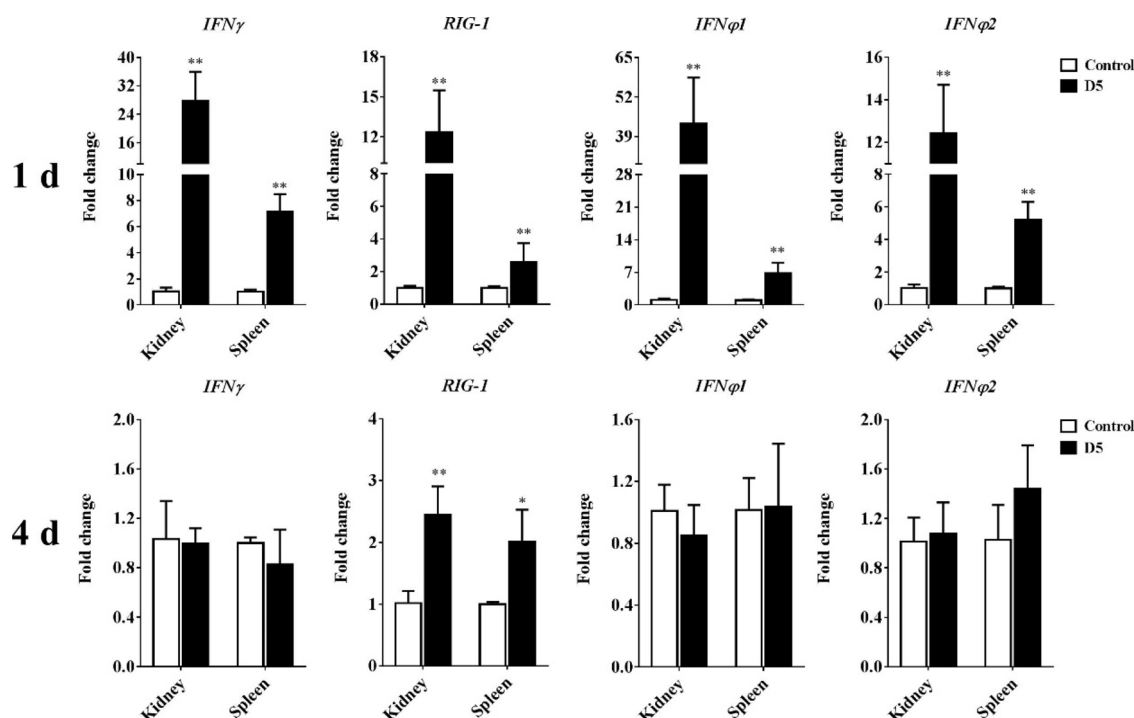 IFNγ
RIG-1
IFNφ1
IFNφ2
1 d
Fold change
40
32
24
16
10
8
6
4
2
0
**
**
Kidney
Spleen
Fold change
18
15
12
8
6
4
2
0
**
**
Kidney
Spleen
Fold change
65
52
39
28
21
14
7
0
**
**
Kidney
Spleen
Fold change
16
14
12
8
6
4
2
0
**
**
Kidney
Spleen
Control
D5
IFNγ
RIG-1
IFNφ1
IFNφ2
4 d
Fold change
2.0
1.6
1.2
0.8
0.4
0.0
Kidney
Spleen
Fold change
4
3
2
1
0
**
*
Kidney
Spleen
Fold change
1.6
1.2
0.8
0.4
0.0
Kidney
Spleen
Fold change
2.0
1.6
1.2
0.8
0.4
0.0
Kidney
Spleen
Control
D5